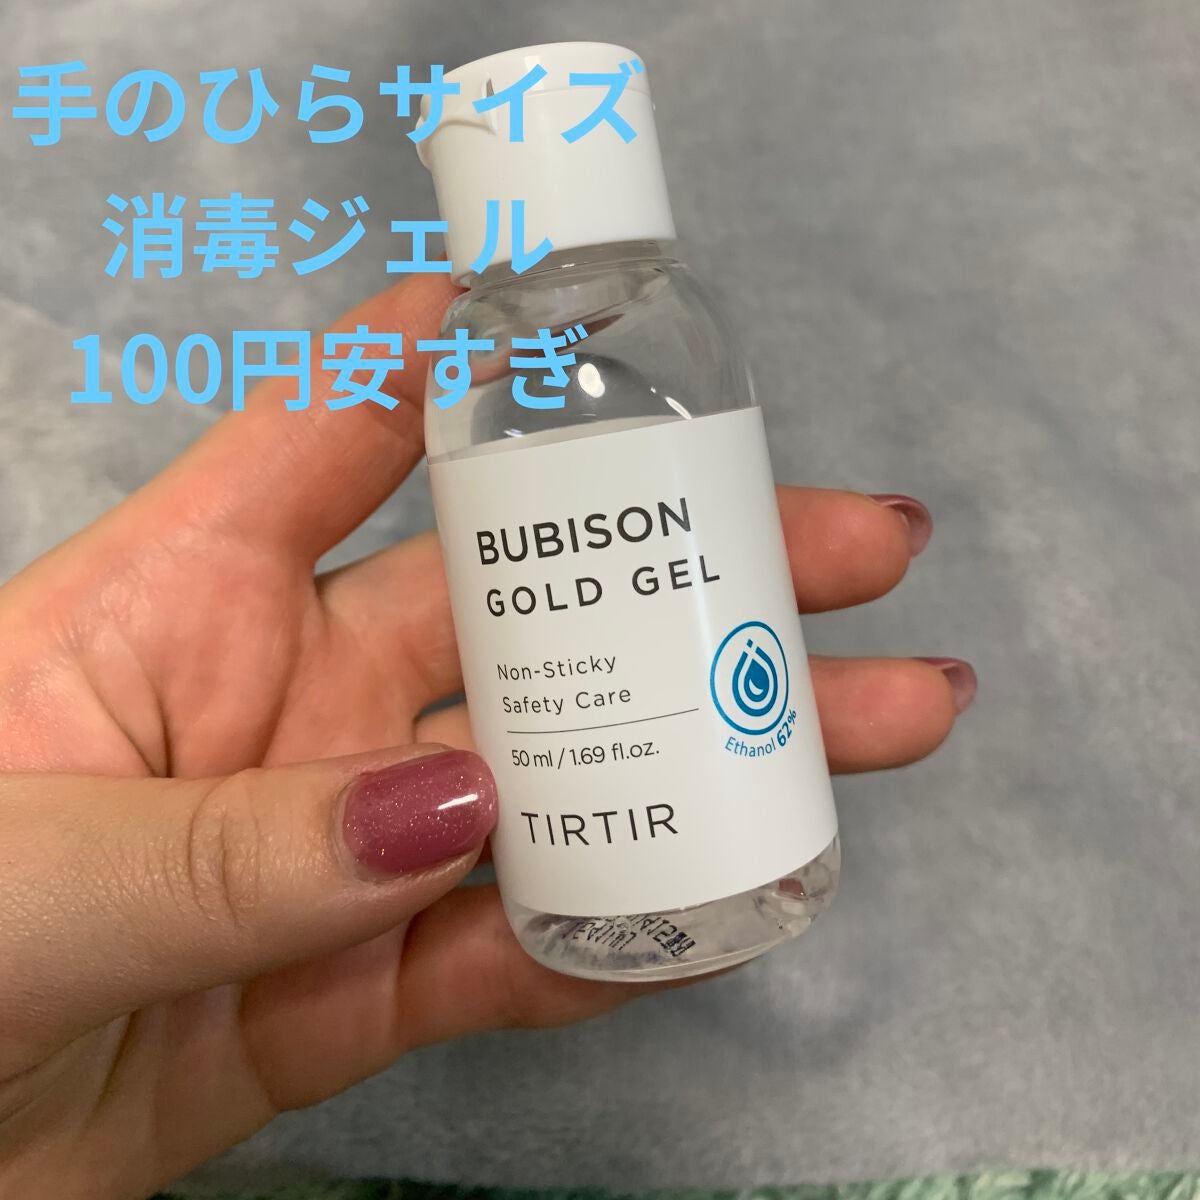 手のひらサイズ
消毒ジェル
100円安すぎ
BUBISON
GOLD GEL
Non-Sticky
Safety Care
50 ml / 1.69 fl.oz.
Ethanol 62%
TIRTIR